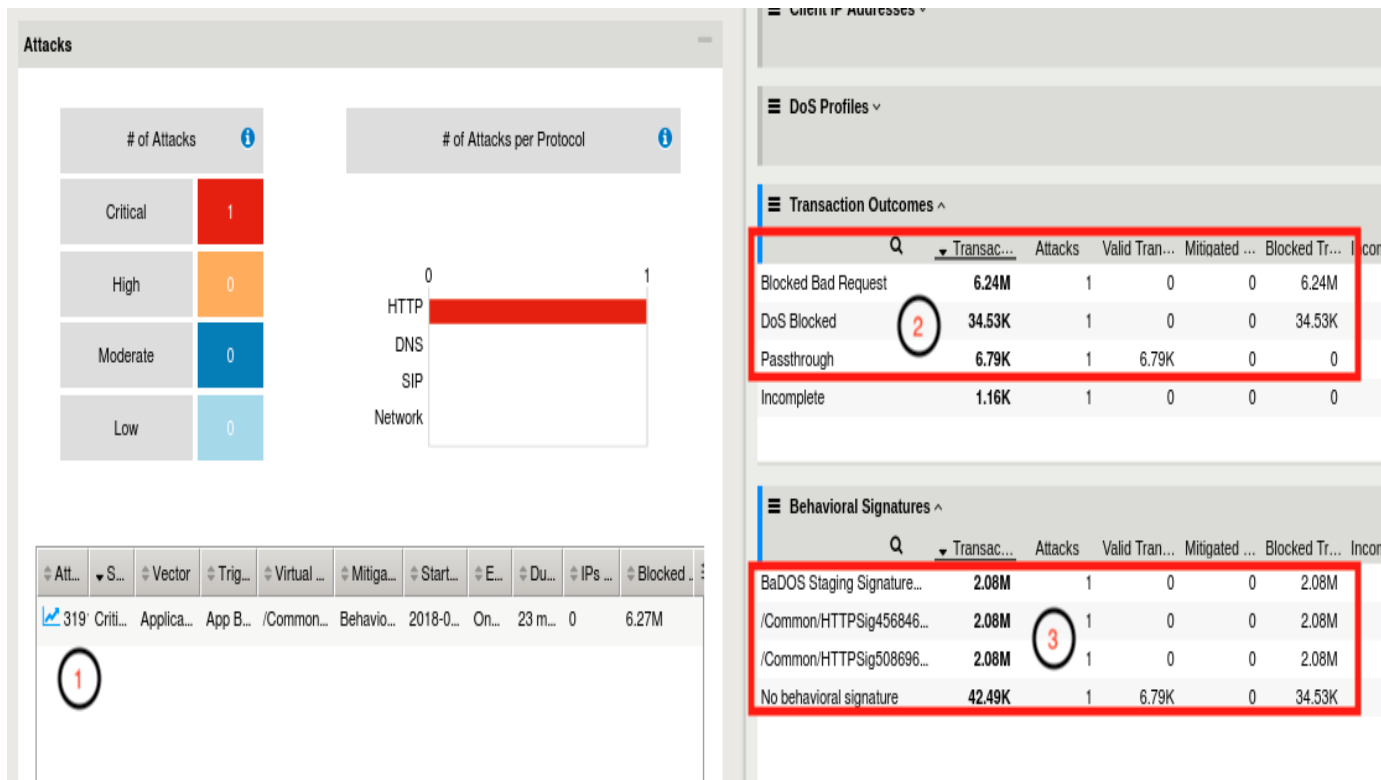 Attacks
# of Attacks
Critical 1
High 0
Moderate 0
Low 0
# of Attacks per Protocol
0 1
HTTP
DNS
SIP
Network
Att... S... Vector Trig... Virtual ... Mitiga... Start... E... Du... IPs ... Blocked ..
319' Criti... Applica... App B... /Common... Behavio... 2018-0... On... 23 m... 0 6.27M
1
Client IP Addresses
DoS Profiles
Transaction Outcomes
Transac... Attacks Valid Tran... Mitigated ... Blocked Tr... Incor
Blocked Bad Request 6.24M 1 0 0 6.24M
DoS Blocked 34.53K 1 0 0 34.53K
2
Passthrough 6.79K 1 6.79K 0 0
Incomplete 1.16K 1 0 0 0
Behavioral Signatures
Transac... Attacks Valid Tran... Mitigated ... Blocked Tr... Incor
BaDOS Staging Signature... 2.08M 1 0 0 2.08M
/Common/HTTPSig456846... 2.08M 1 0 0 2.08M
3
/Common/HTTPSig508696... 2.08M 1 0 0 2.08M
No behavioral signature 42.49K 1 6.79K 0 34.53K